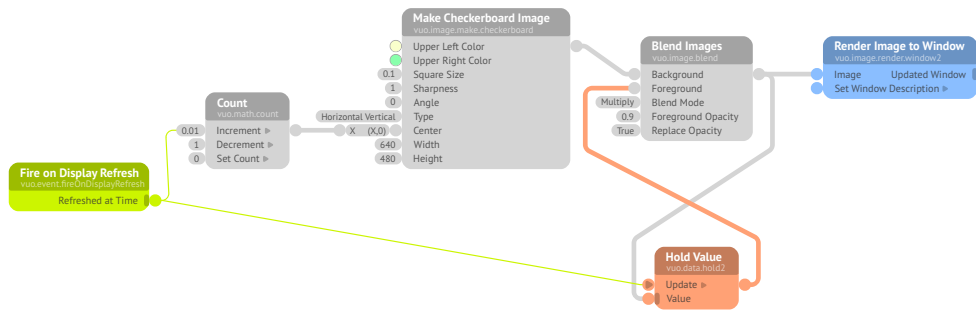 Make Checkerboard Image
vuo.image.make.checkerboard
Upper Left Color
Upper Right Color
0.1 Square Size
1 Sharpness
0 Angle
Horizontal Vertical Type
X (X,0) Center
640 Width
480 Height
Blend Images
vuo.image.blend
Background
Foreground
Multiply Blend Mode
0.9 Foreground Opacity
True Replace Opacity
Render Image to Window
vuo.image.render.window2
Image Updated Window
Set Window Description
Count
vuo.math.count
0.01 Increment
1 Decrement
0 Set Count
Fire on Display Refresh
vuo.event.fireOnDisplayRefresh
Refreshed at Time
Hold Value
vuo.data.hold2
Update
Value